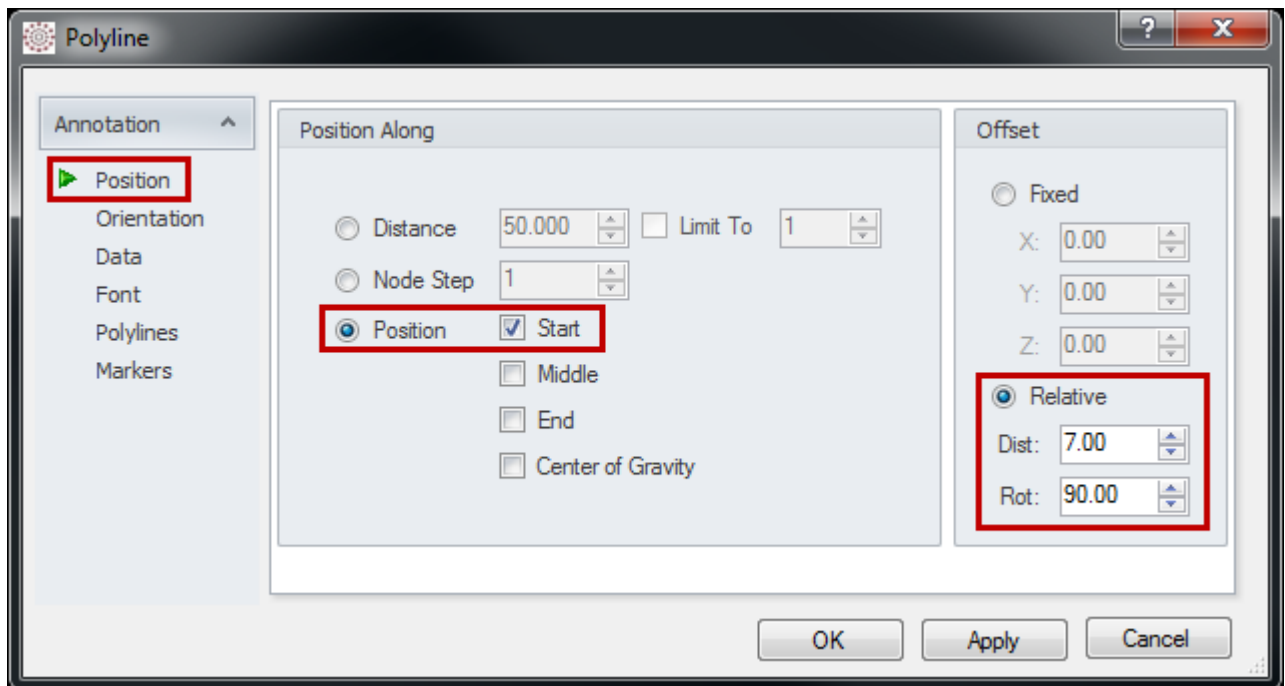 Polyline
?
X
Annotation
Position
Orientation
Data
Font
Polylines
Markers
Position Along
Distance 50.000 Limit To 1
Node Step 1
Position Start
Middle
End
Center of Gravity
Offset
Fixed
X: 0.00
Y: 0.00
Z: 0.00
Relative
Dist: 7.00
Rot: 90.00
OK Apply Cancel